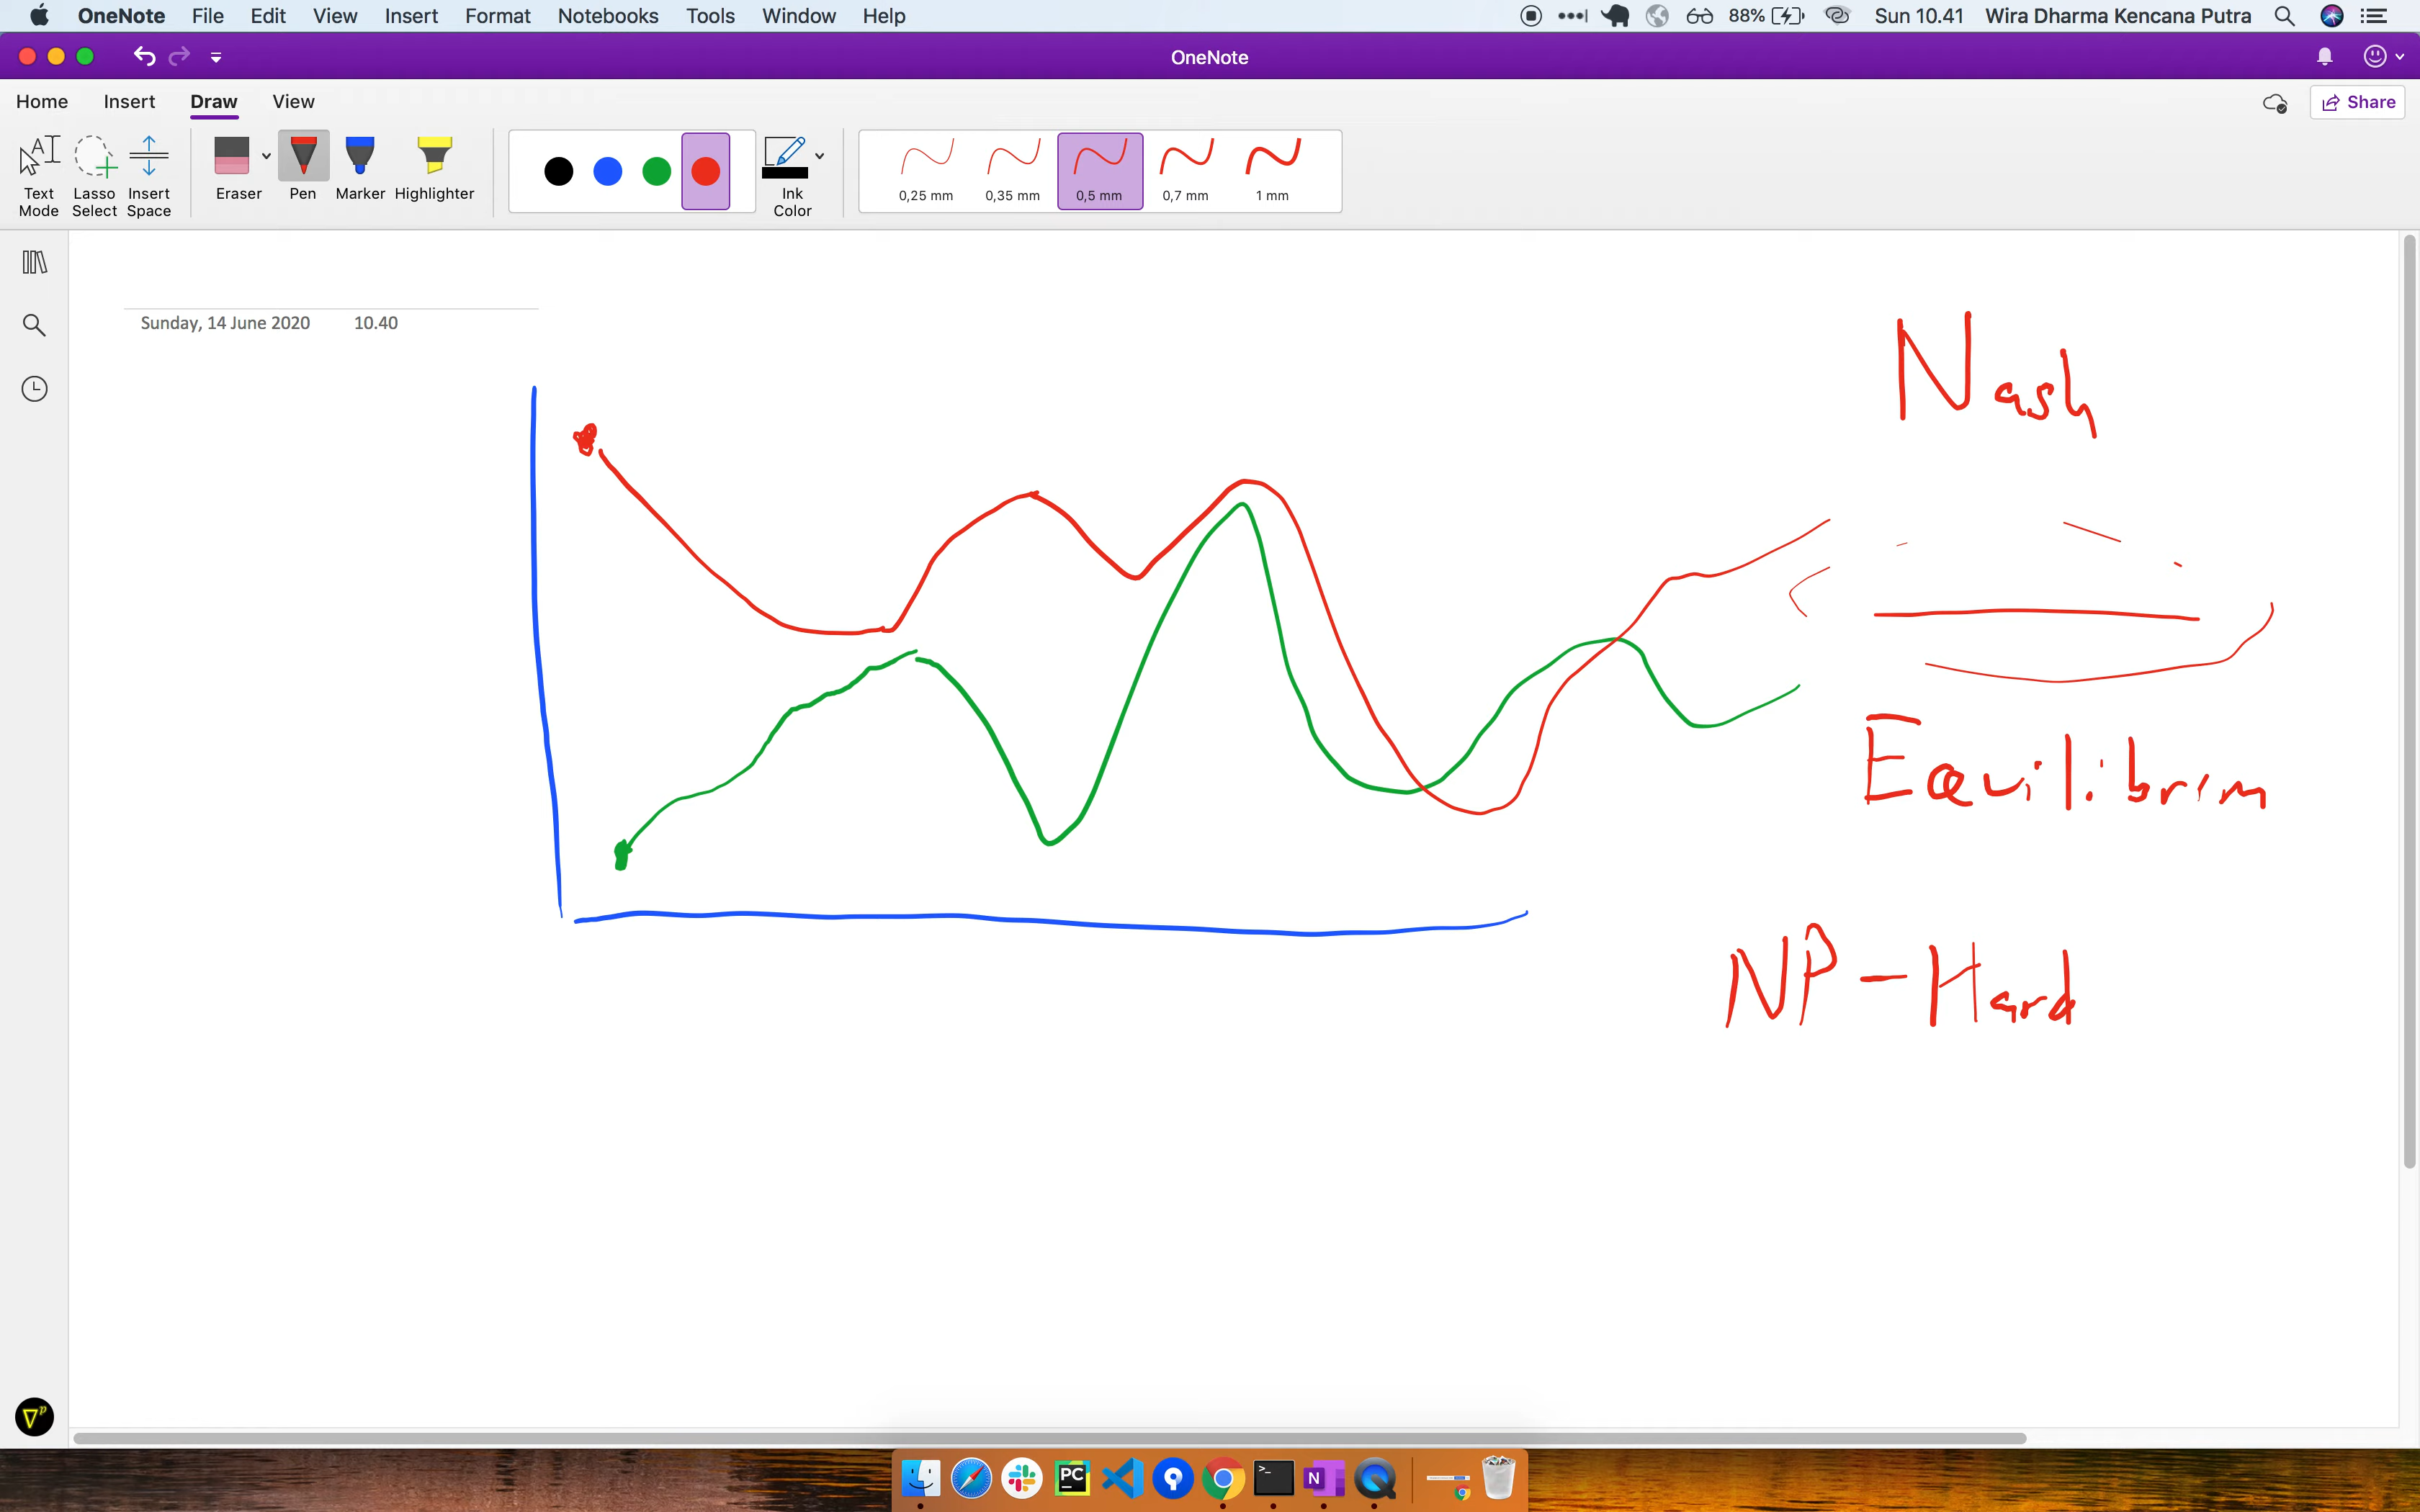 OneNote File Edit View Insert Format Notebooks Tools Window Help 88% Sun 10.41 Wira Dharma Kencana Putra
OneNote
Home Insert Draw View Share
Text Mode Lasso Select Insert Space Eraser Pen Marker Highlighter Ink Color 0,25 mm 0,35 mm 0,5 mm 0,7 mm 1 mm
Sunday, 14 June 2020 10.40
Nash
Equilibrim
NP-Hard
∇p
PC
>_
N